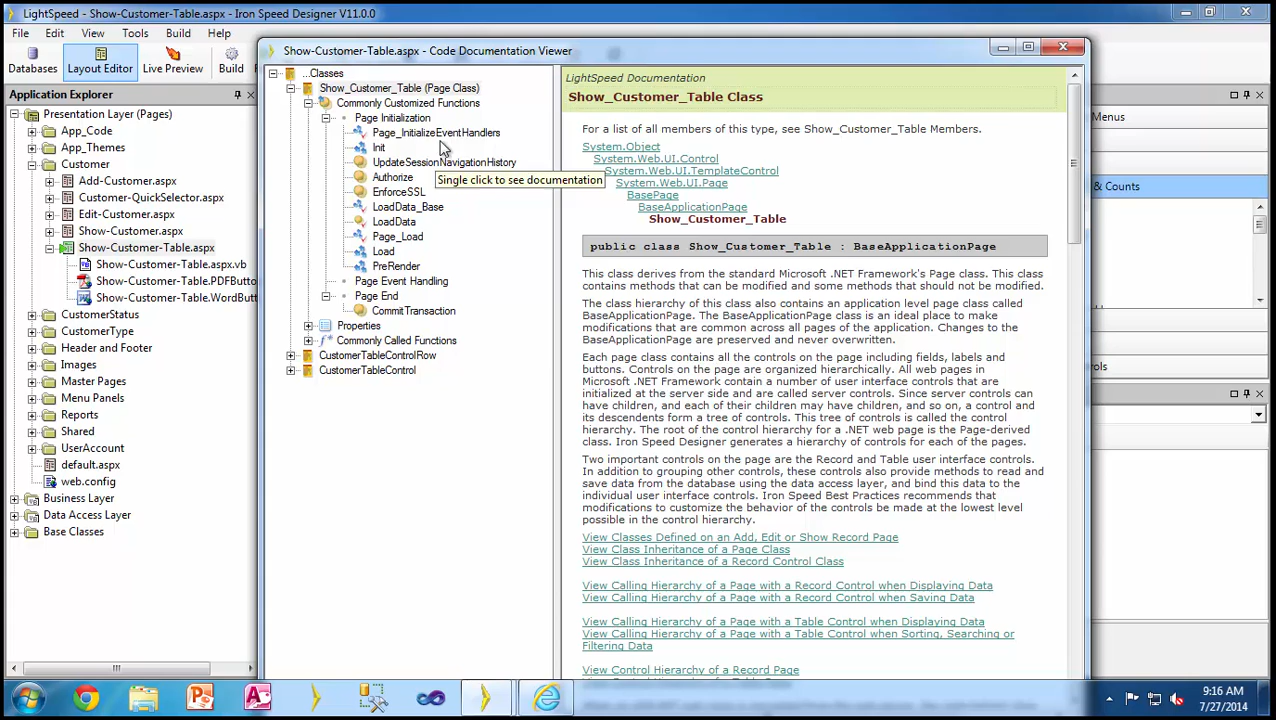 LightSpeed - Show-Customer-Table.aspx - Iron Speed Designer V11.0.0
File Edit View Tools Build Help
Databases Layout Editor Live Preview Build
Application Explorer
Presentation Layer (Pages)
App_Code
App_Themes
Customer
Add-Customer.aspx
Customer-QuickSelector.aspx
Edit-Customer.aspx
Show-Customer.aspx
Show-Customer-Table.aspx
Show-Customer-Table.aspx.vb
Show-Customer-Table.PDFButto
Show-Customer-Table.WordButt
CustomerStatus
CustomerType
Header and Footer
Images
Master Pages
Menu Panels
Reports
Shared
UserAccount
default.aspx
web.config
Business Layer
Data Access Layer
Base Classes
Show-Customer-Table.aspx - Code Documentation Viewer
...Classes
Show_Customer_Table (Page Class)
Commonly Customized Functions
Page Initialization
Page_InitializeEventHandlers
Init
UpdateSessionNavigationHistory
Authorize
EnforceSSL
LoadData_Base
LoadData
Page_Load
Load
PreRender
Page Event Handling
Page End
CommitTransaction
Properties
Commonly Called Functions
CustomerTableControlRow
CustomerTableControl
Single click to see documentation
LightSpeed Documentation
Show_Customer_Table Class
For a list of all members of this type, see Show_Customer_Table Members.
System.Object
System.Web.UI.Control
System.Web.UI.TemplateControl
System.Web.UI.Page
BasePage
BaseApplicationPage
Show_Customer_Table
public class Show_Customer_Table : BaseApplicationPage
This class derives from the standard Microsoft .NET Framework's Page class. This class
contains methods that can be modified and some methods that should not be modified.
The class hierarchy of this class also contains an application level page class called
BaseApplicationPage. The BaseApplicationPage class is an ideal place to make
modifications that are common across all pages of the application. Changes to the
BaseApplicationPage are preserved and never overwritten.
Each page class contains all the controls on the page including fields, labels and
buttons. Controls on the page are organized hierarchically. All web pages in
Microsoft .NET Framework contain a number of user interface controls that are
initialized at the server side and are called server controls. Since server controls
can have children, and each of their children may have children, and so on, a control and
its descendents form a tree of controls. This tree of controls is called the control
hierarchy. The root of the control hierarchy for a .NET web page is the Page-derived
class. Iron Speed Designer generates a hierarchy of controls for each of the pages.
Two important controls on the page are the Record and Table user interface controls.
In addition to grouping other controls, these controls also provide methods to read and
save data from the database using the data access layer, and bind this data to the
individual user interface controls. Iron Speed Best Practices recommends that
modifications to customize the behavior of the controls be made at the lowest level
possible in the control hierarchy.
View Classes Defined on an Add, Edit or Show Record Page
View Class Inheritance of a Page Class
View Class Inheritance of a Record Control Class
View Calling Hierarchy of a Page with a Record Control when Displaying Data
View Calling Hierarchy of a Page with a Record Control when Saving Data
View Calling Hierarchy of a Page with a Table Control when Displaying Data
View Calling Hierarchy of a Page with a Table Control when Sorting, Searching or
Filtering Data
View Control Hierarchy of a Record Page
Menus
& Counts
ols
9:16 AM
7/27/2014